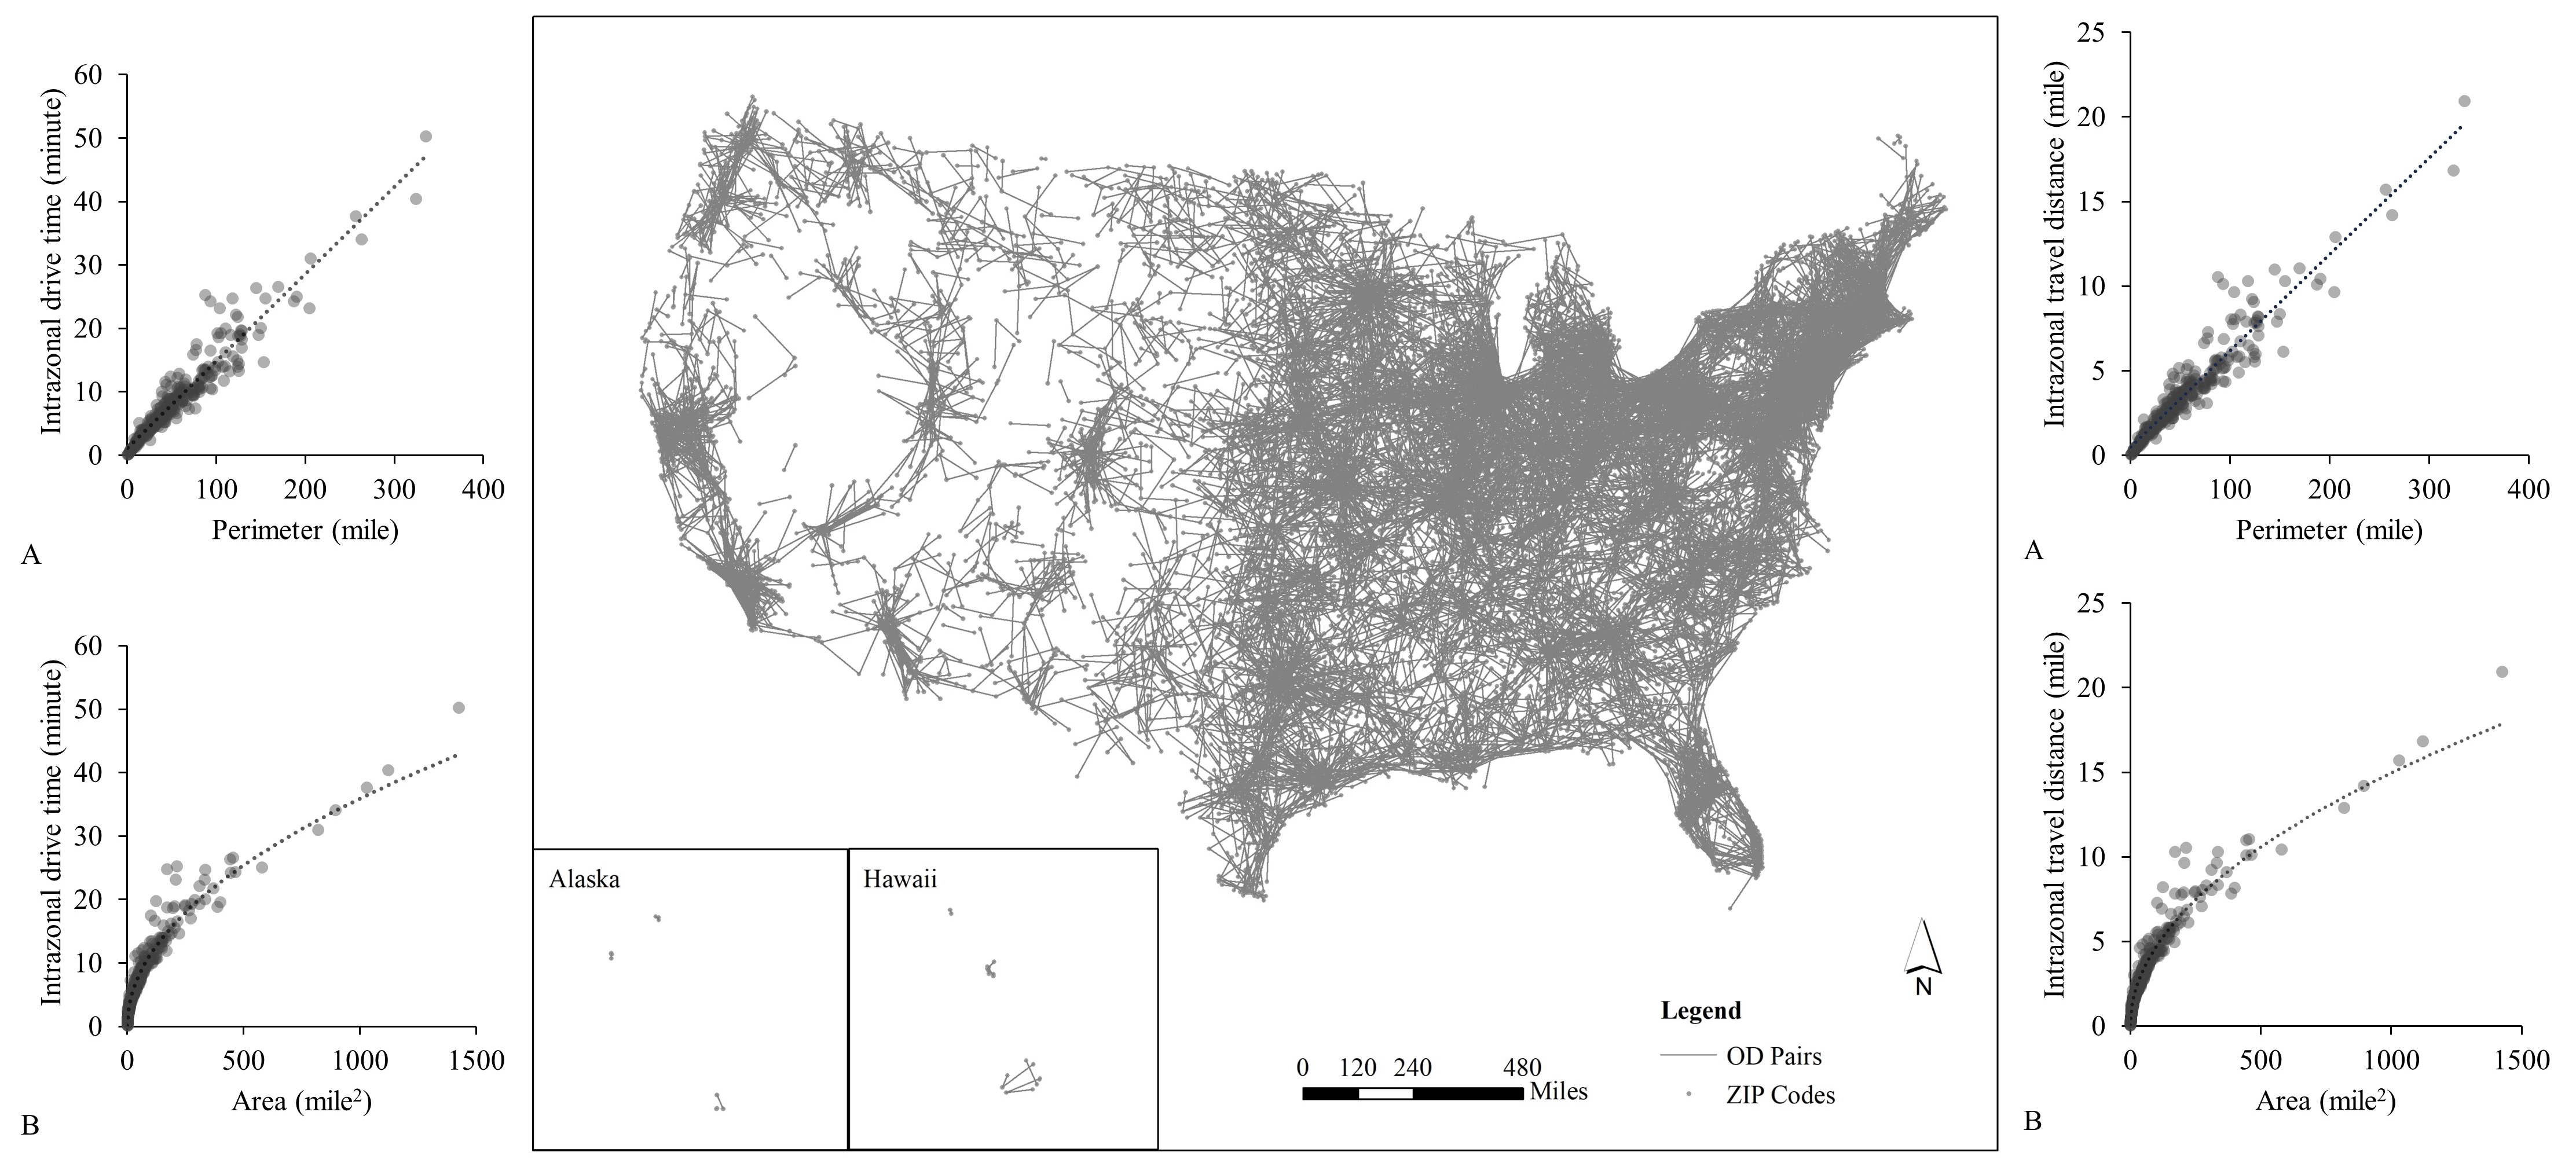 60
50
40
30
20
10
0
0 100 200 300 400
Intrazonal drive time (minute)
Perimeter (mile)
A
60
50
40
30
20
10
0
0 500 1000 1500
Intrazonal drive time (minute)
Area (mile²)
B
Alaska
Hawaii
N
Legend
OD Pairs
ZIP Codes
0 120 240 480
Miles
25
20
15
10
5
0
0 100 200 300 400
Intrazonal travel distance (mile)
Perimeter (mile)
A
25
20
15
10
5
0
0 500 1000 1500
Intrazonal travel distance (mile)
Area (mile²)
B